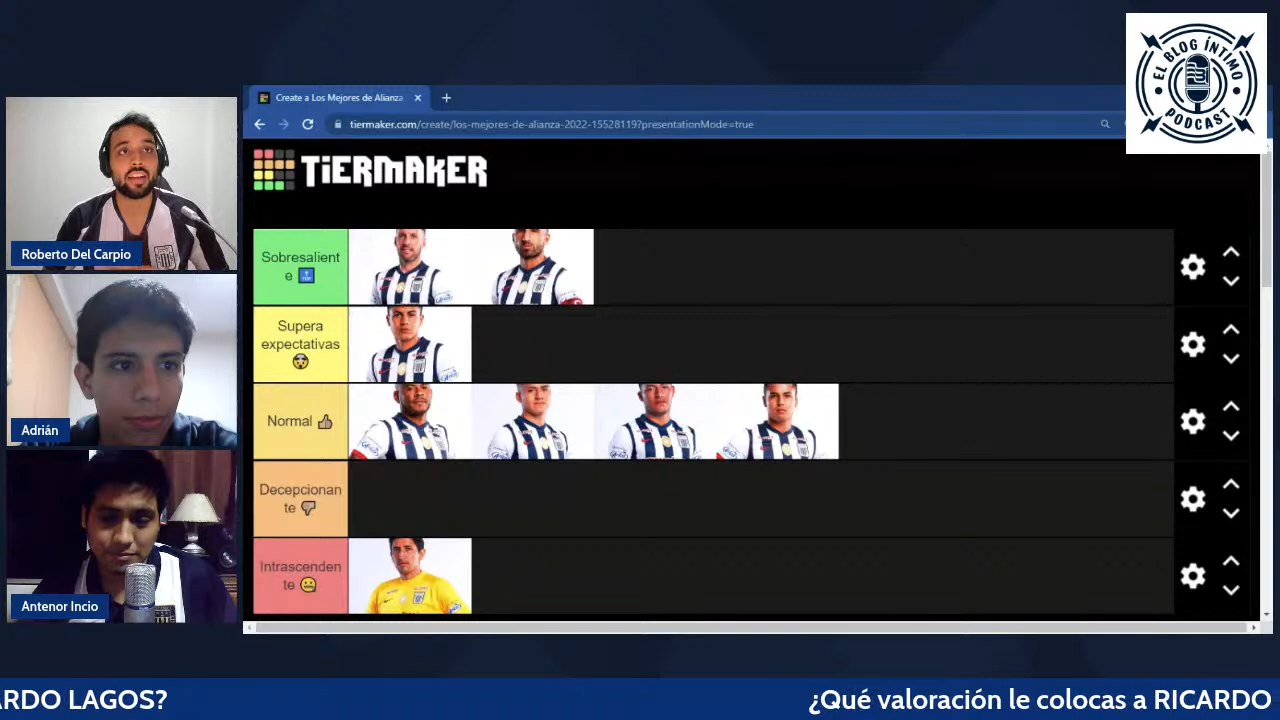 EL BLOG ÍNTIMO
PODCAST
Create a Los Mejores de Alianza
tiermaker.com/create/los-mejores-de-alianza-2022-15528119?presentationMode=true
TiERMAKER
Roberto Del Carpio
Adrián
Antenor Incio
Sobresalient
e TOP
Supera
expectativas
Normal
Decepcionan
te
Intrascenden
te
ARDO LAGOS?
¿Qué valoración le colocas a RICARDO